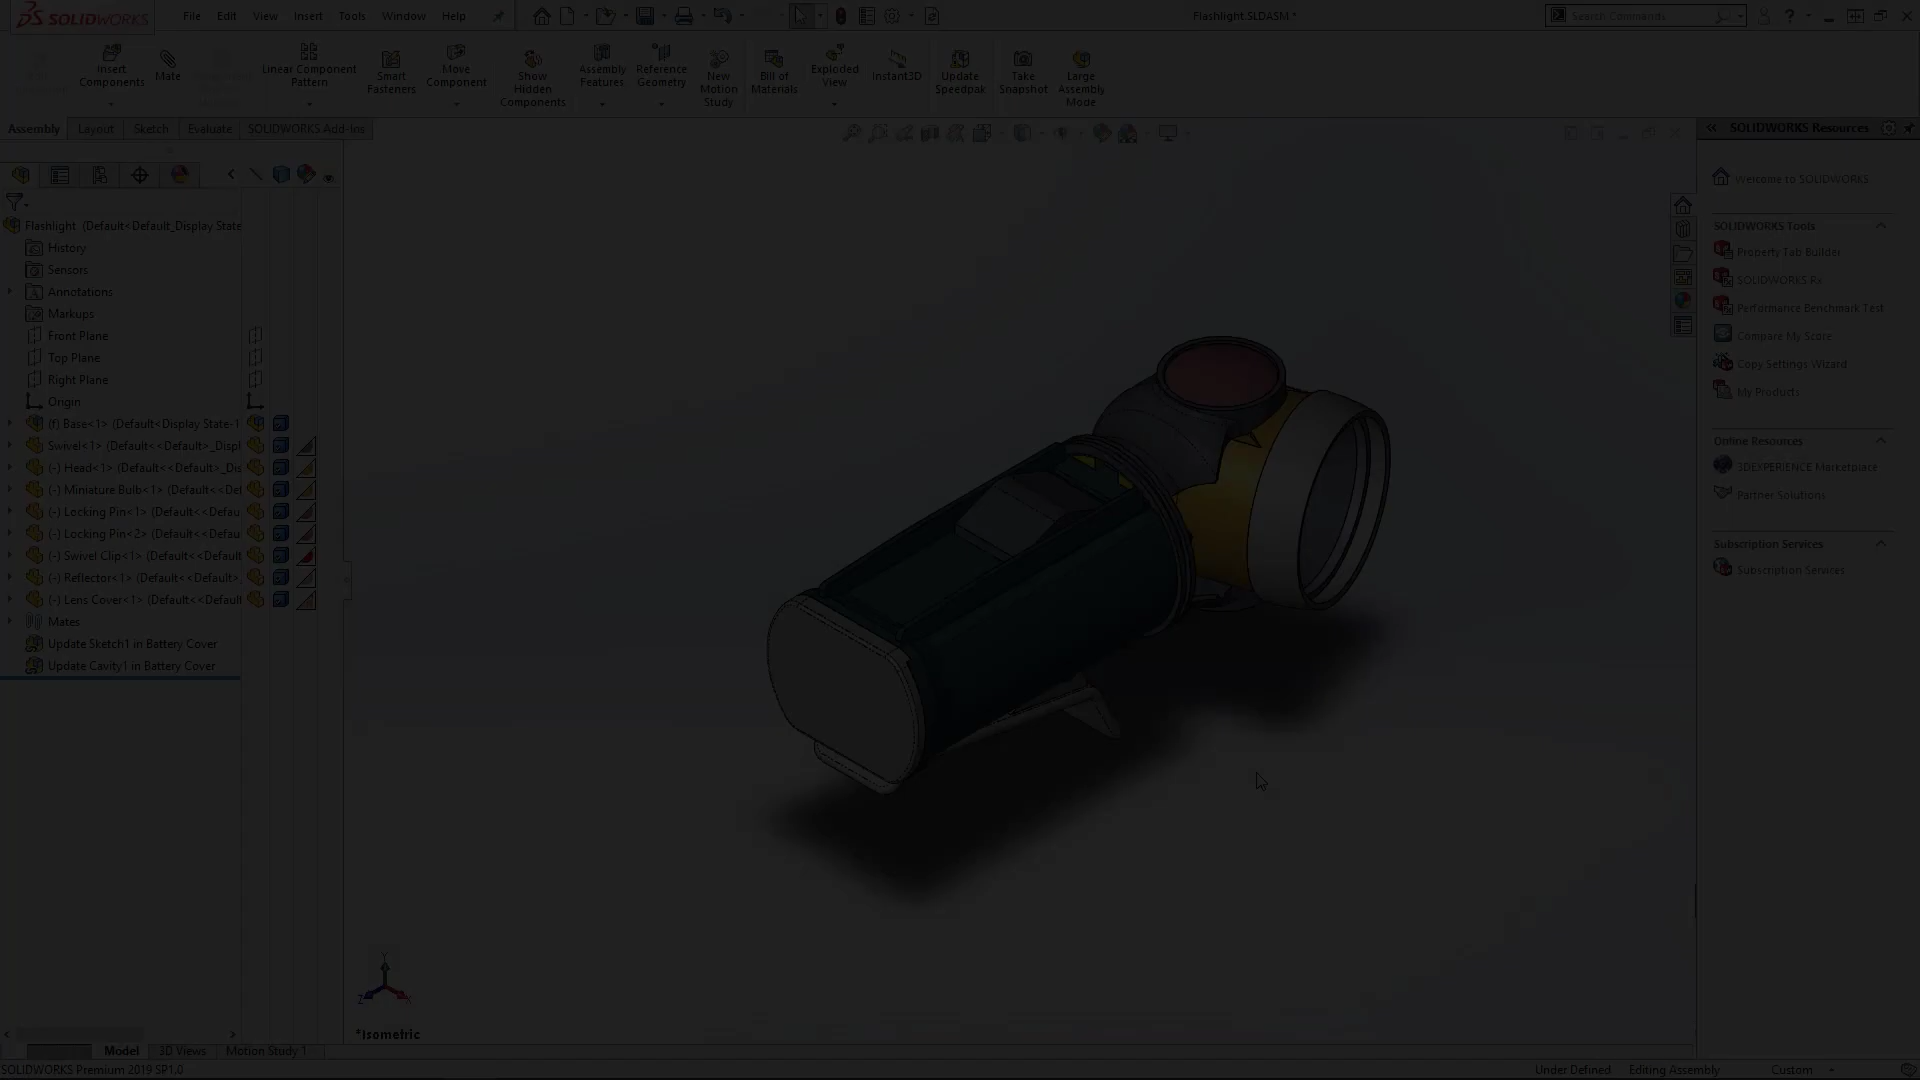 SOLIDWORKS
File Edit View Insert Tools Window Help
Flashlight.SLDASM *
Search Commands
Insert Components
Mate
Linear Component Pattern
Smart Fasteners
Move Component
Show Hidden Components
Assembly Features
Reference Geometry
New Motion Study
Bill of Materials
Exploded View
Instant3D
Update Speedpak
Take Snapshot
Large Assembly Mode
Assembly Layout Sketch Evaluate SOLIDWORKS Add-Ins
Flashlight (Default<Default_Display State
History
Sensors
Annotations
Markups
Front Plane
Top Plane
Right Plane
Origin
(f) Base<1> (Default<Display State-1
Swivel<1> (Default<<Default>_Displ
(-) Head<1> (Default<<Default>_Dis
(-) Miniature Bulb<1> (Default<<Def
(-) Locking Pin<1> (Default<<Defau
(-) Locking Pin<2> (Default<<Defau
(-) Swivel Clip<1> (Default<<Default
(-) Reflector<1> (Default<<Default>_
(-) Lens Cover<1> (Default<<Default
Mates
Update Sketch1 in Battery Cover
Update Cavity1 in Battery Cover
Y
Z
X
*Isometric
Model 3D Views Motion Study 1
SOLIDWORKS Premium 2019 SP1.0
Under Defined Editing Assembly Custom
SOLIDWORKS Resources
Welcome to SOLIDWORKS
SOLIDWORKS Tools
Property Tab Builder
SOLIDWORKS Rx
Performance Benchmark Test
Compare My Score
Copy Settings Wizard
My Products
Online Resources
3DEXPERIENCE Marketplace
Partner Solutions
Subscription Services
Subscription Services